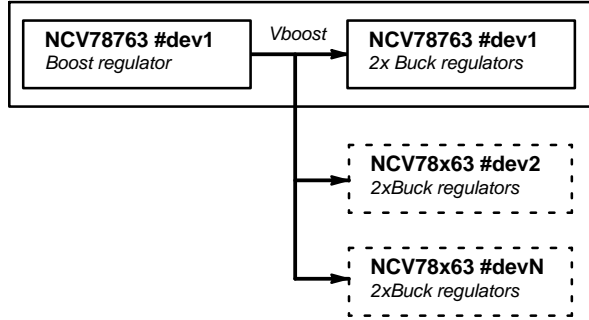 NCV78763 #dev1
Boost regulator
Vboost
NCV78763 #dev1
2x Buck regulators
NCV78x63 #dev2
2xBuck regulators
NCV78x63 #devN
2xBuck regulators